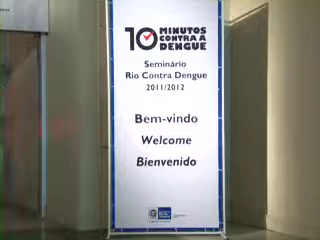 10 MINUTOS
CONTRA A
DENGUE
Seminário
Rio Contra Dengue
2011/2012
Bem-vindo
Welcome
Bienvenido